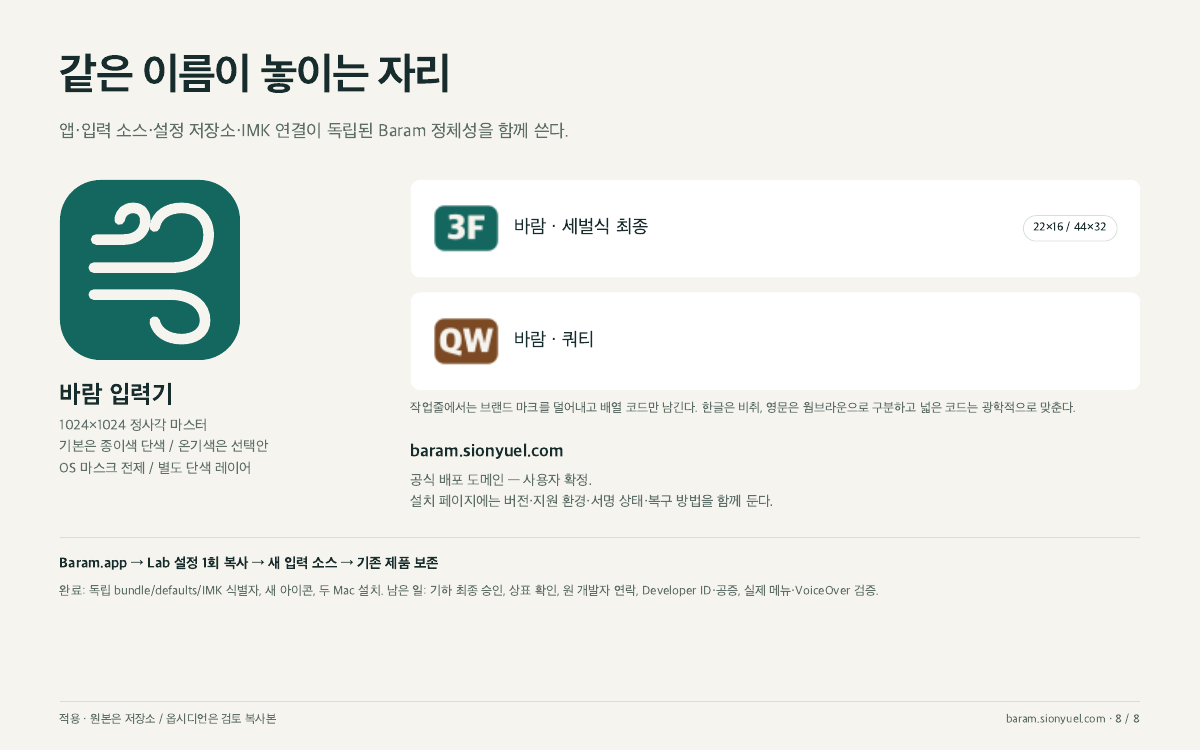 같은 이름이 놓이는 자리
앱·입력 소스·설정 저장소·IMK 연결이 독립된 Baram 정체성을 함께 쓴다.
바람 입력기
1024×1024 정사각 마스터
기본은 종이색 단색 / 온기색은 선택안
OS 마스크 전제 / 별도 단색 레이어
3F 바람 · 세벌식 최종 22×16 / 44×32
QW 바람 · 쿼티
작업줄에서는 브랜드 마크를 덜어내고 배열 코드만 남긴다. 한글은 비취, 영문은 웜브라운으로 구분하고 넓은 코드는 광학적으로 맞춘다.
baram.sionyuel.com
공식 배포 도메인 — 사용자 확정.
설치 페이지에는 버전·지원 환경·서명 상태·복구 방법을 함께 둔다.
Baram.app → Lab 설정 1회 복사 → 새 입력 소스 → 기존 제품 보존
완료: 독립 bundle/defaults/IMK 식별자, 새 아이콘, 두 Mac 설치. 남은 일: 기하 최종 승인, 상표 확인, 원 개발자 연락, Developer ID·공증, 실제 메뉴·VoiceOver 검증.
적용 · 원본은 저장소 / 옵시디언은 검토 복사본
baram.sionyuel.com · 8 / 8